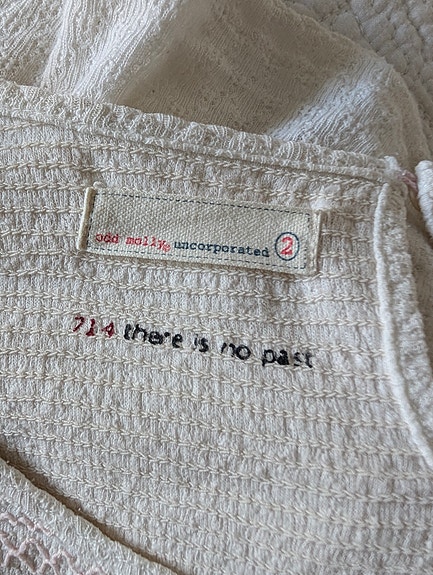 odd molly® uncorporated 2
714 there is no past